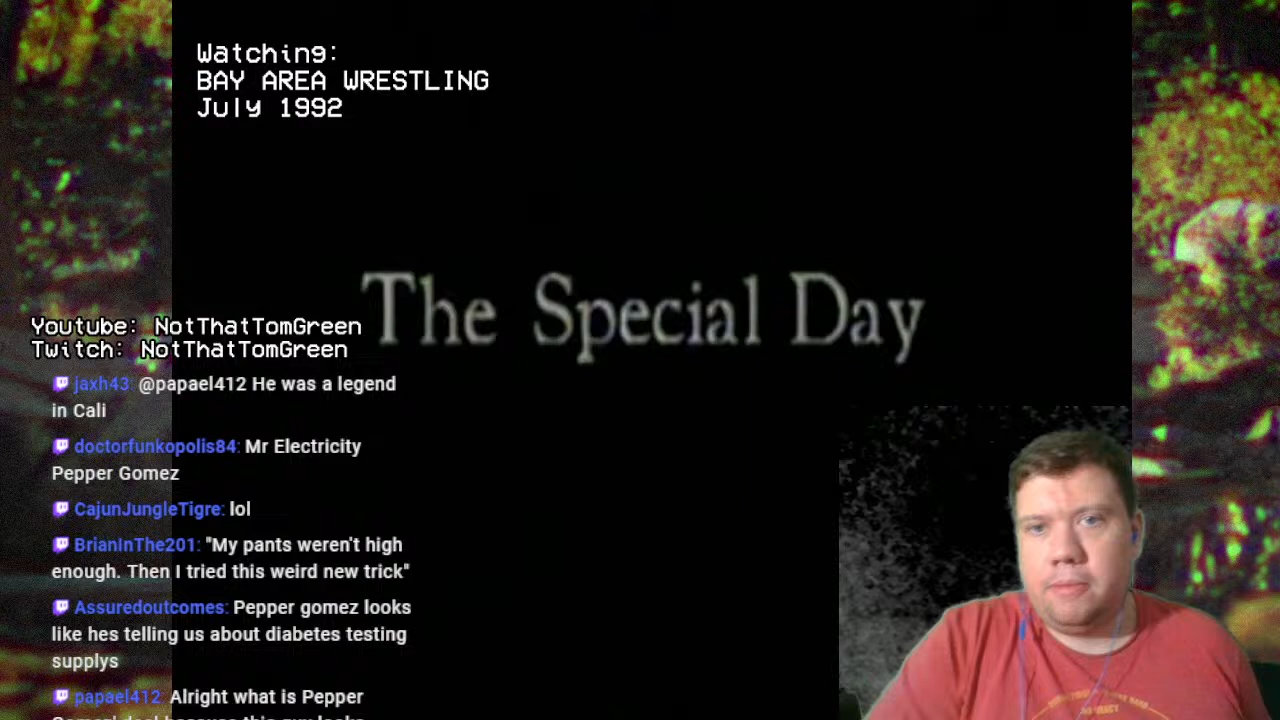 Watching:
BAY AREA WRESTLING
July 1992
The Special Day
Youtube: NotThatTomGreen
Twitch: NotThatTomGreen
jaxh43: @papael412 He was a legend
in Cali
doctorfunkopolis84: Mr Electricity
Pepper Gomez
CajunJungleTigre: lol
BrianInThe201: "My pants weren't high
enough. Then I tried this weird new trick"
Assuredoutcomes: Pepper gomez looks
like hes telling us about diabetes testing
supplys
papael412: Alright what is Pepper